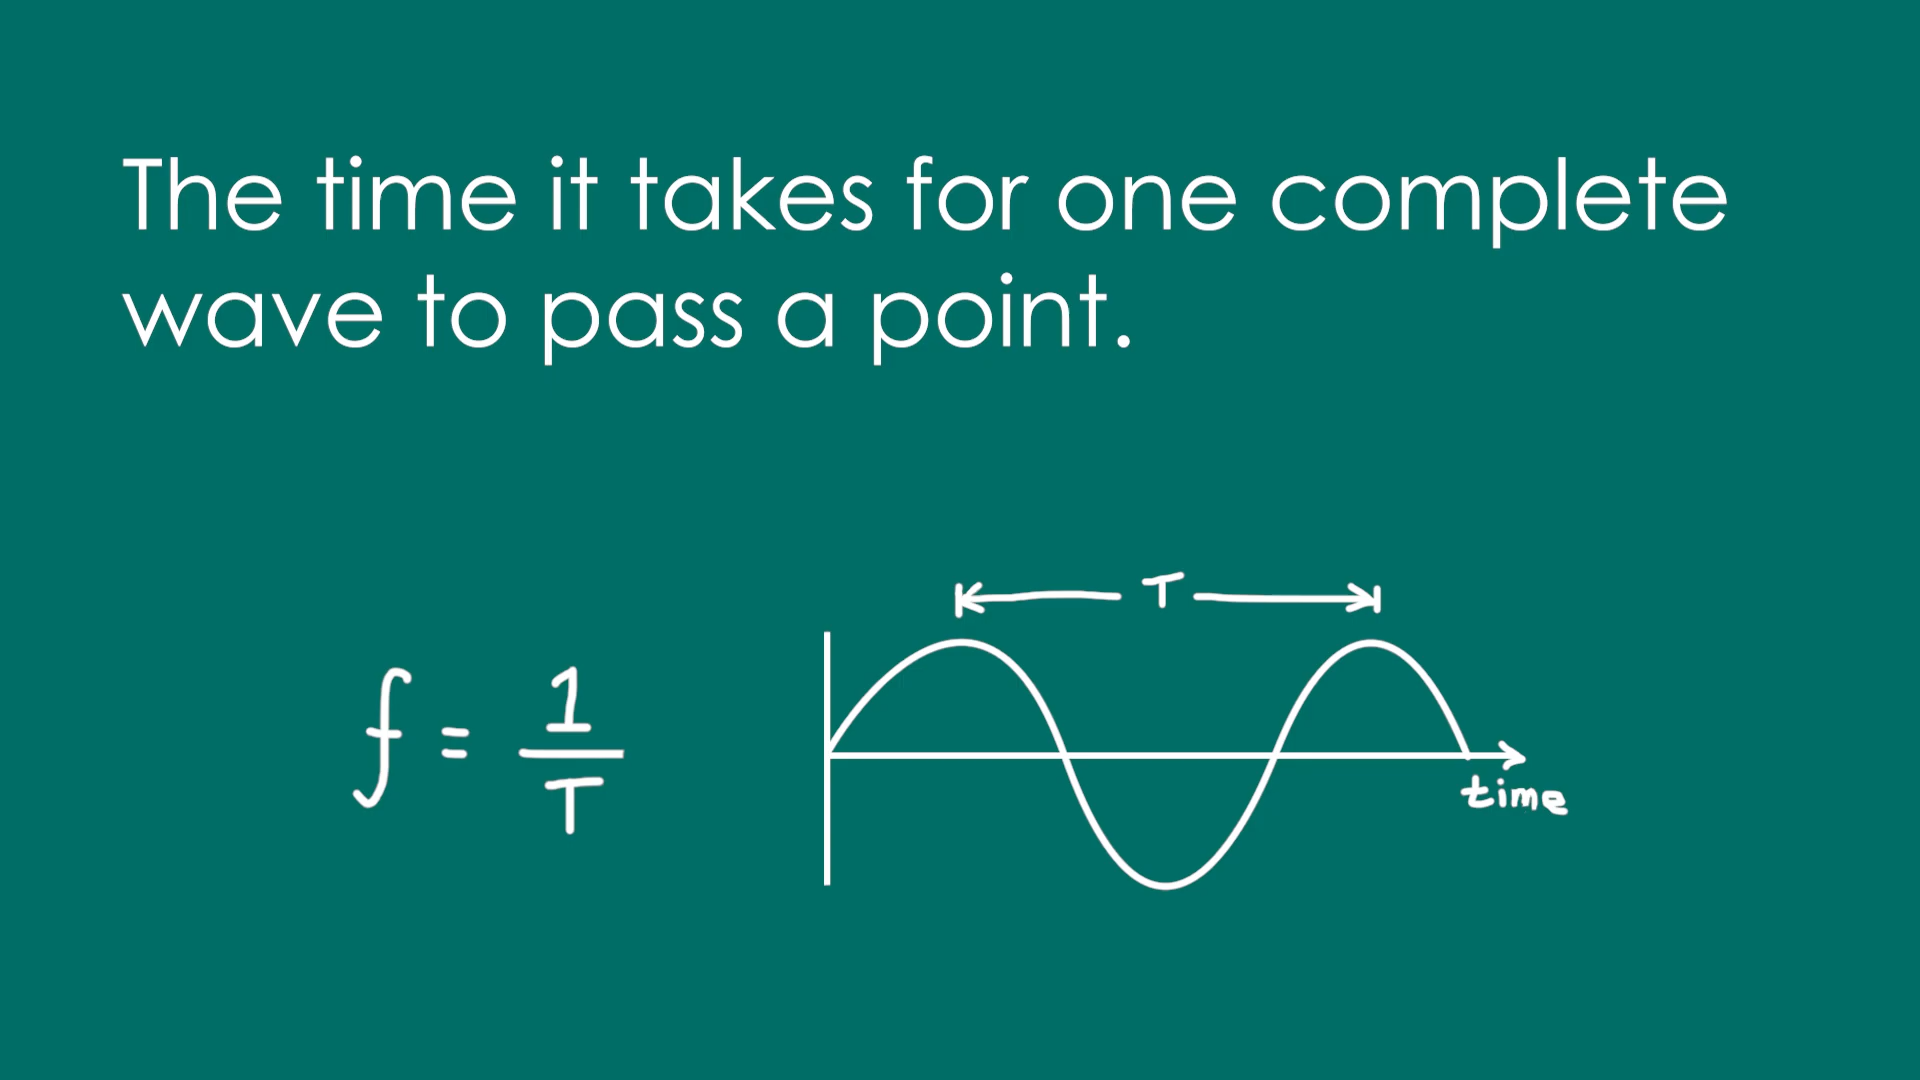 The time it takes for one complete
wave to pass a point.
T
f = 1/T
time